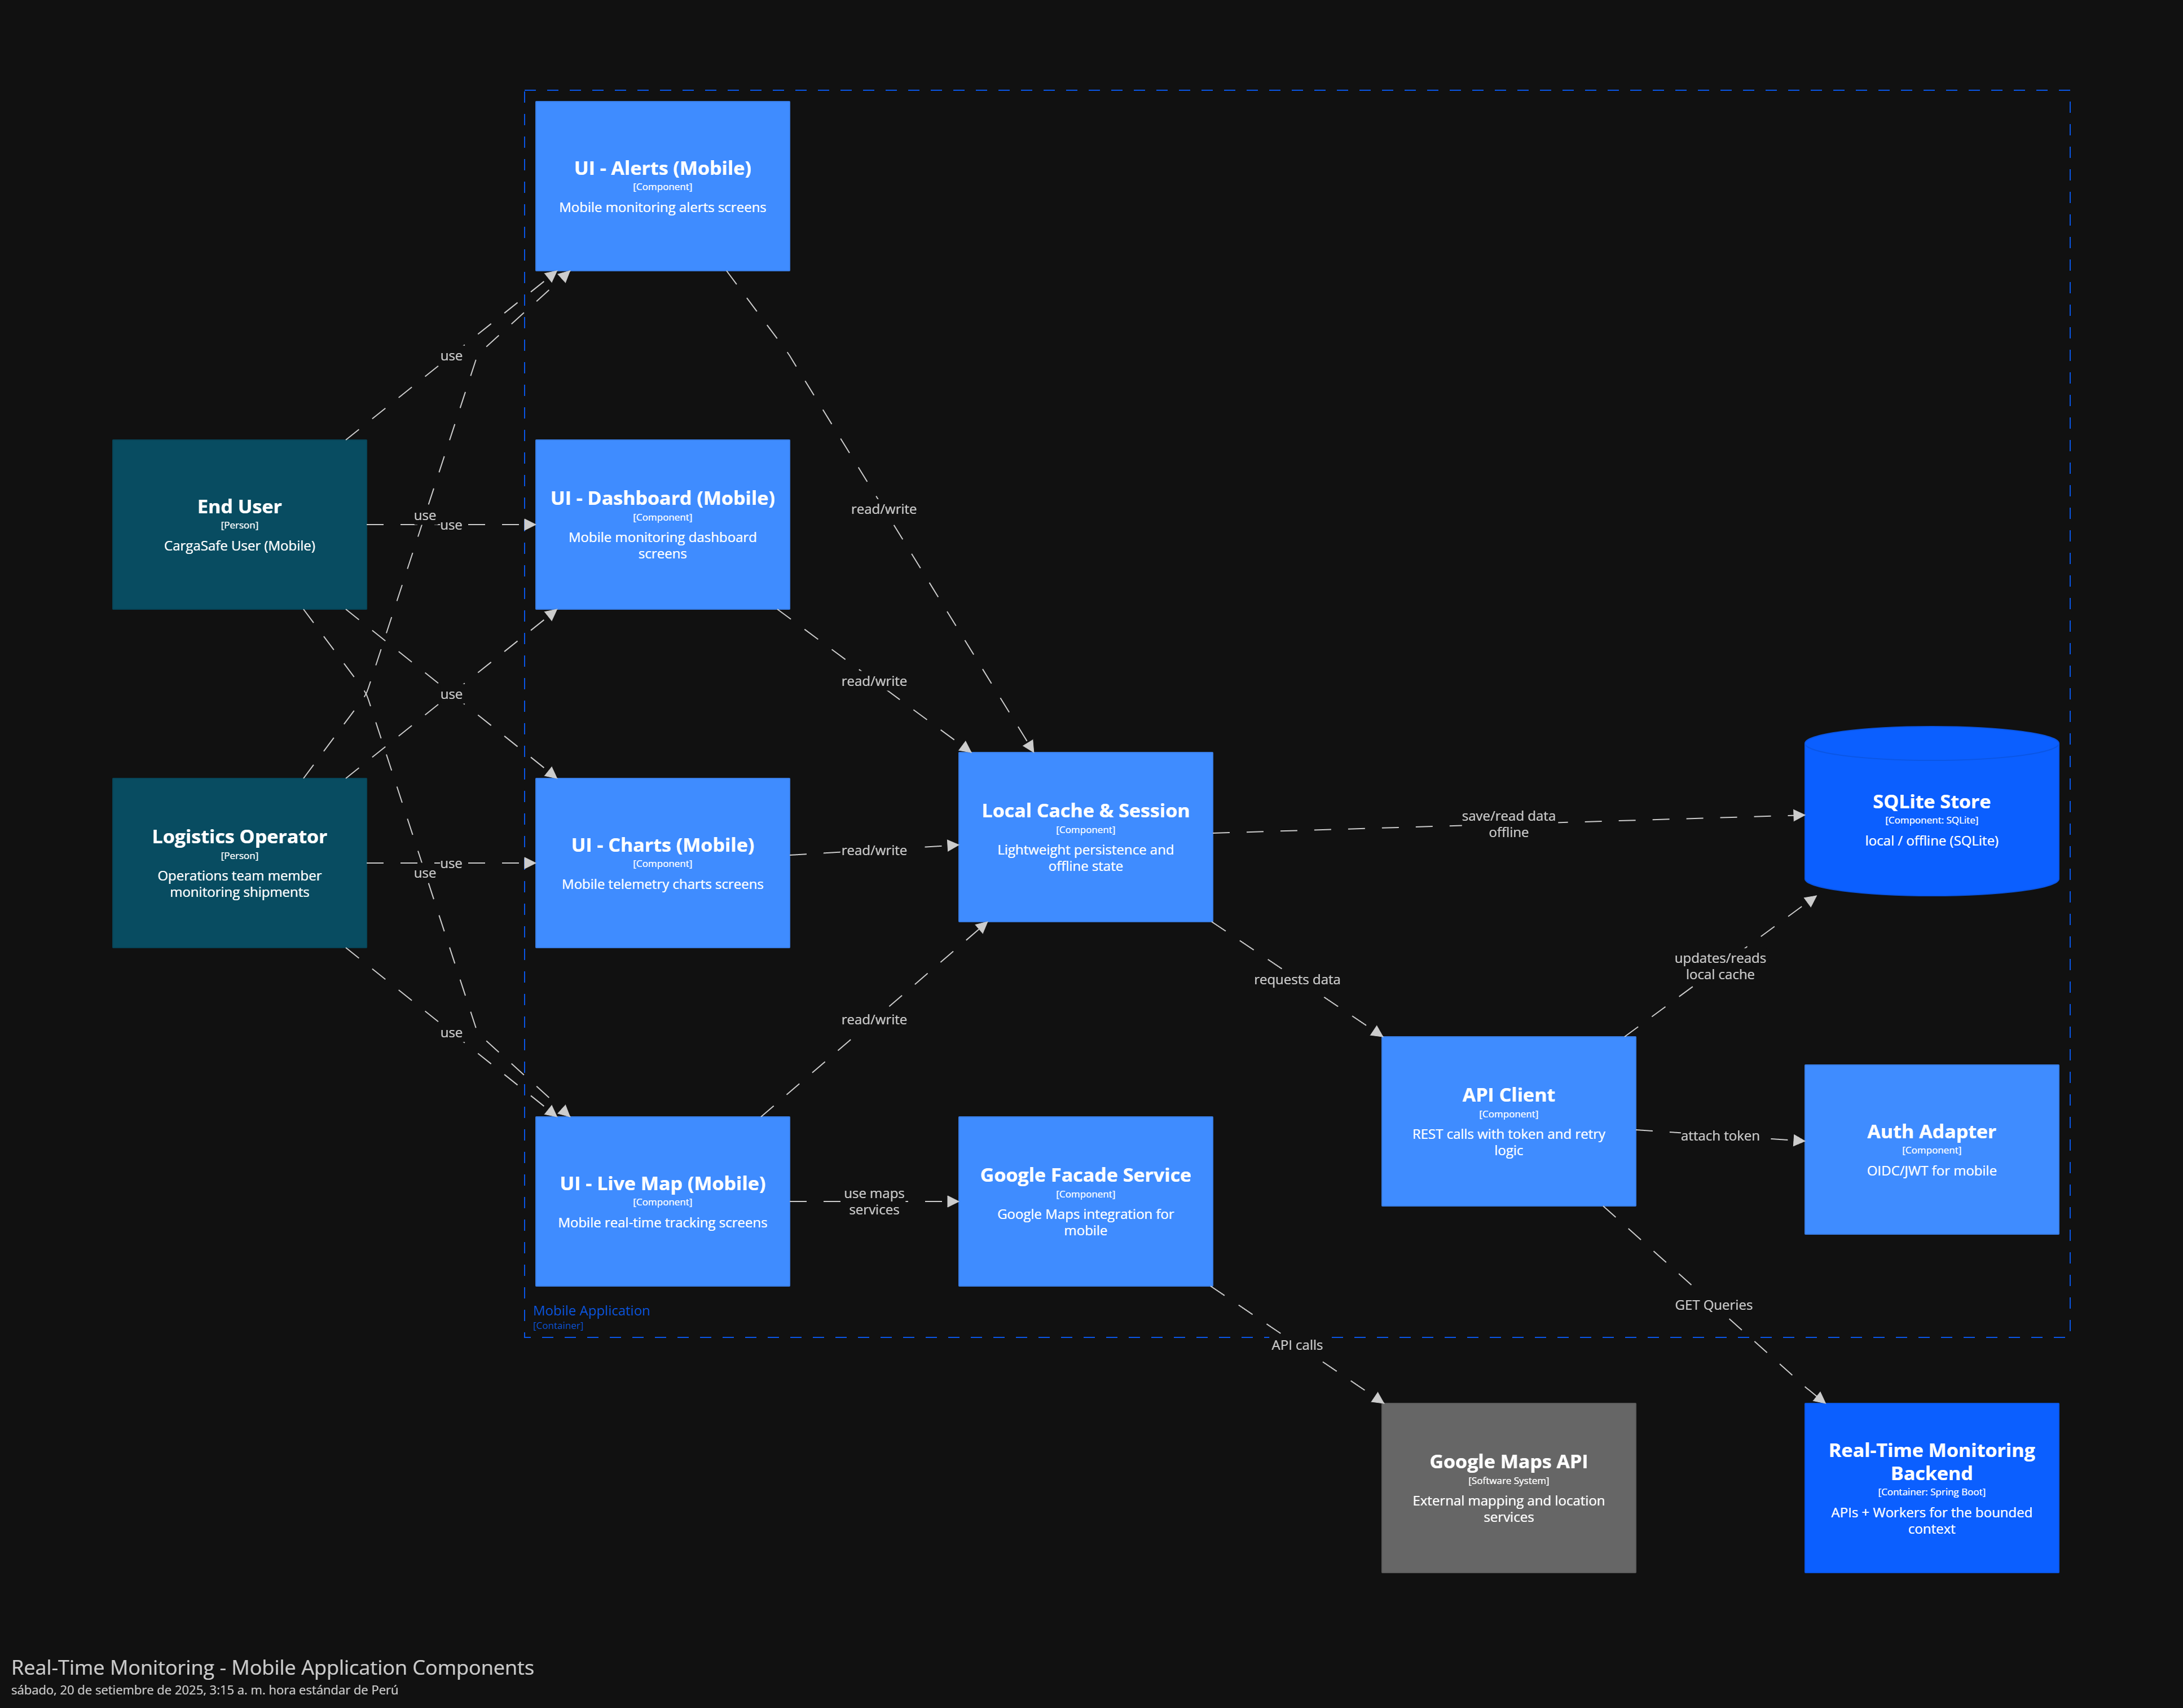 UI - Alerts (Mobile)
[Component]
Mobile monitoring alerts screens
use
End User
[Person]
CargaSafe User (Mobile)
use
use
UI - Dashboard (Mobile)
[Component]
Mobile monitoring dashboard
screens
read/write
read/write
use
Logistics Operator
[Person]
Operations team member
monitoring shipments
use
use
UI - Charts (Mobile)
[Component]
Mobile telemetry charts screens
read/write
Local Cache & Session
[Component]
Lightweight persistence and
offline state
save/read data
offline
SQLite Store
[Component: SQLite]
local / offline (SQLite)
requests data
updates/reads
local cache
use
read/write
UI - Live Map (Mobile)
[Component]
Mobile real-time tracking screens
use maps
services
Google Facade Service
[Component]
Google Maps integration for
mobile
API Client
[Component]
REST calls with token and retry
logic
attach token
Auth Adapter
[Component]
OIDC/JWT for mobile
Mobile Application
[Container]
API calls
GET Queries
Google Maps API
[Software System]
External mapping and location
services
Real-Time Monitoring
Backend
[Container: Spring Boot]
APIs + Workers for the bounded
context
Real-Time Monitoring - Mobile Application Components
sábado, 20 de setiembre de 2025, 3:15 a. m. hora estándar de Perú